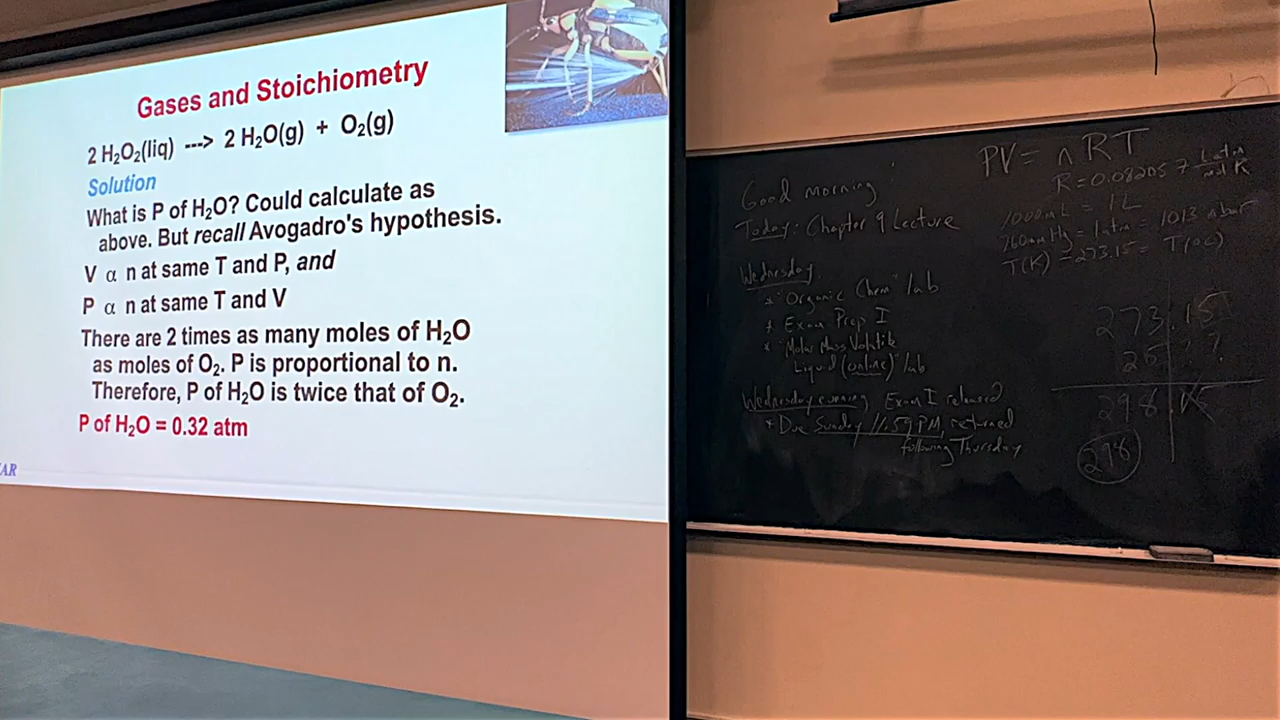 Gases and Stoichiometry
2 H₂O₂(liq) ---> 2 H₂O(g) + O₂(g)
Solution
What is P of H₂O? Could calculate as
above. But recall Avogadro's hypothesis.
V α n at same T and P, and
P α n at same T and V
There are 2 times as many moles of H₂O
as moles of O₂. P is proportional to n.
Therefore, P of H₂O is twice that of O₂.
P of H₂O = 0.32 atm
AR
PV = nRT
R = 0.082057 L atm / mol K
1000 mL = 1 L
760 mm Hg = 1 atm = 1013 mbar
T(K) = 273.15 = T(°C)
Good morning
Today: Chapter 9 Lecture
Wednesday
* "Organic Chem" lab
* Exam Prep I
* "Molar Mass Volatile
Liquid (online)" lab
Wednesday evening, Exam I released
* Due Sunday 11:59 PM, returned
following Thursday
273.15
25.??
298
298